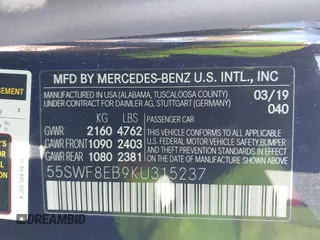 MFD BY MERCEDES-BENZ U.S. INTL., INC
MANUFACTURED IN USA (ALABAMA, TUSCALOOSA COUNTY) 03/19
UNDER CONTRACT FOR DAIMLER AG, STUTTGART (GERMANY) 040
KG LBS PASSENGER CAR
GVWR 2160 4762
GAWR FRONT 1090 2403
GAWR REAR 1080 2381
THIS VEHICLE CONFORMS TO ALL APPLICABLE U.S. FEDERAL MOTOR VEHICLE SAFETY, BUMPER, AND THEFT PREVENTION STANDARDS IN EFFECT ON THE DATE OF MANUFACTURE SHOWN ABOVE
55SWF8EB9KU315237
DREAMBID